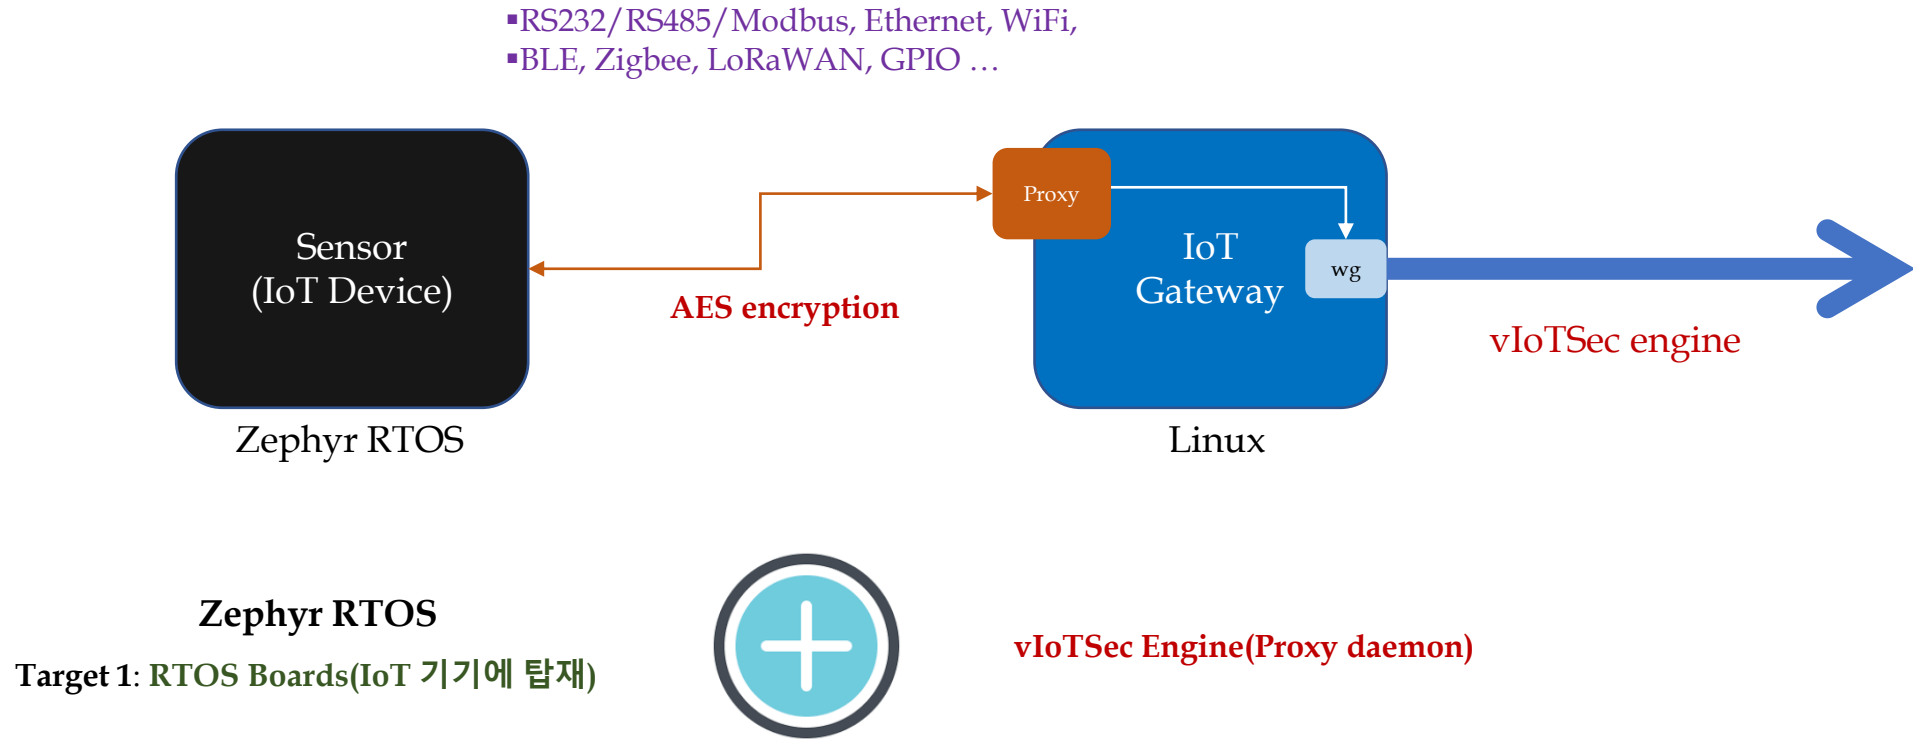 ▪RS232/RS485/Modbus, Ethernet, WiFi,
▪BLE, Zigbee, LoRaWAN, GPIO …
Sensor
(IoT Device)
AES encryption
Proxy
IoT
Gateway
wg
vIoTSec engine
Zephyr RTOS
Linux
Zephyr RTOS
Target 1: RTOS Boards(IoT 기기에 탑재)
vIoTSec Engine(Proxy daemon)